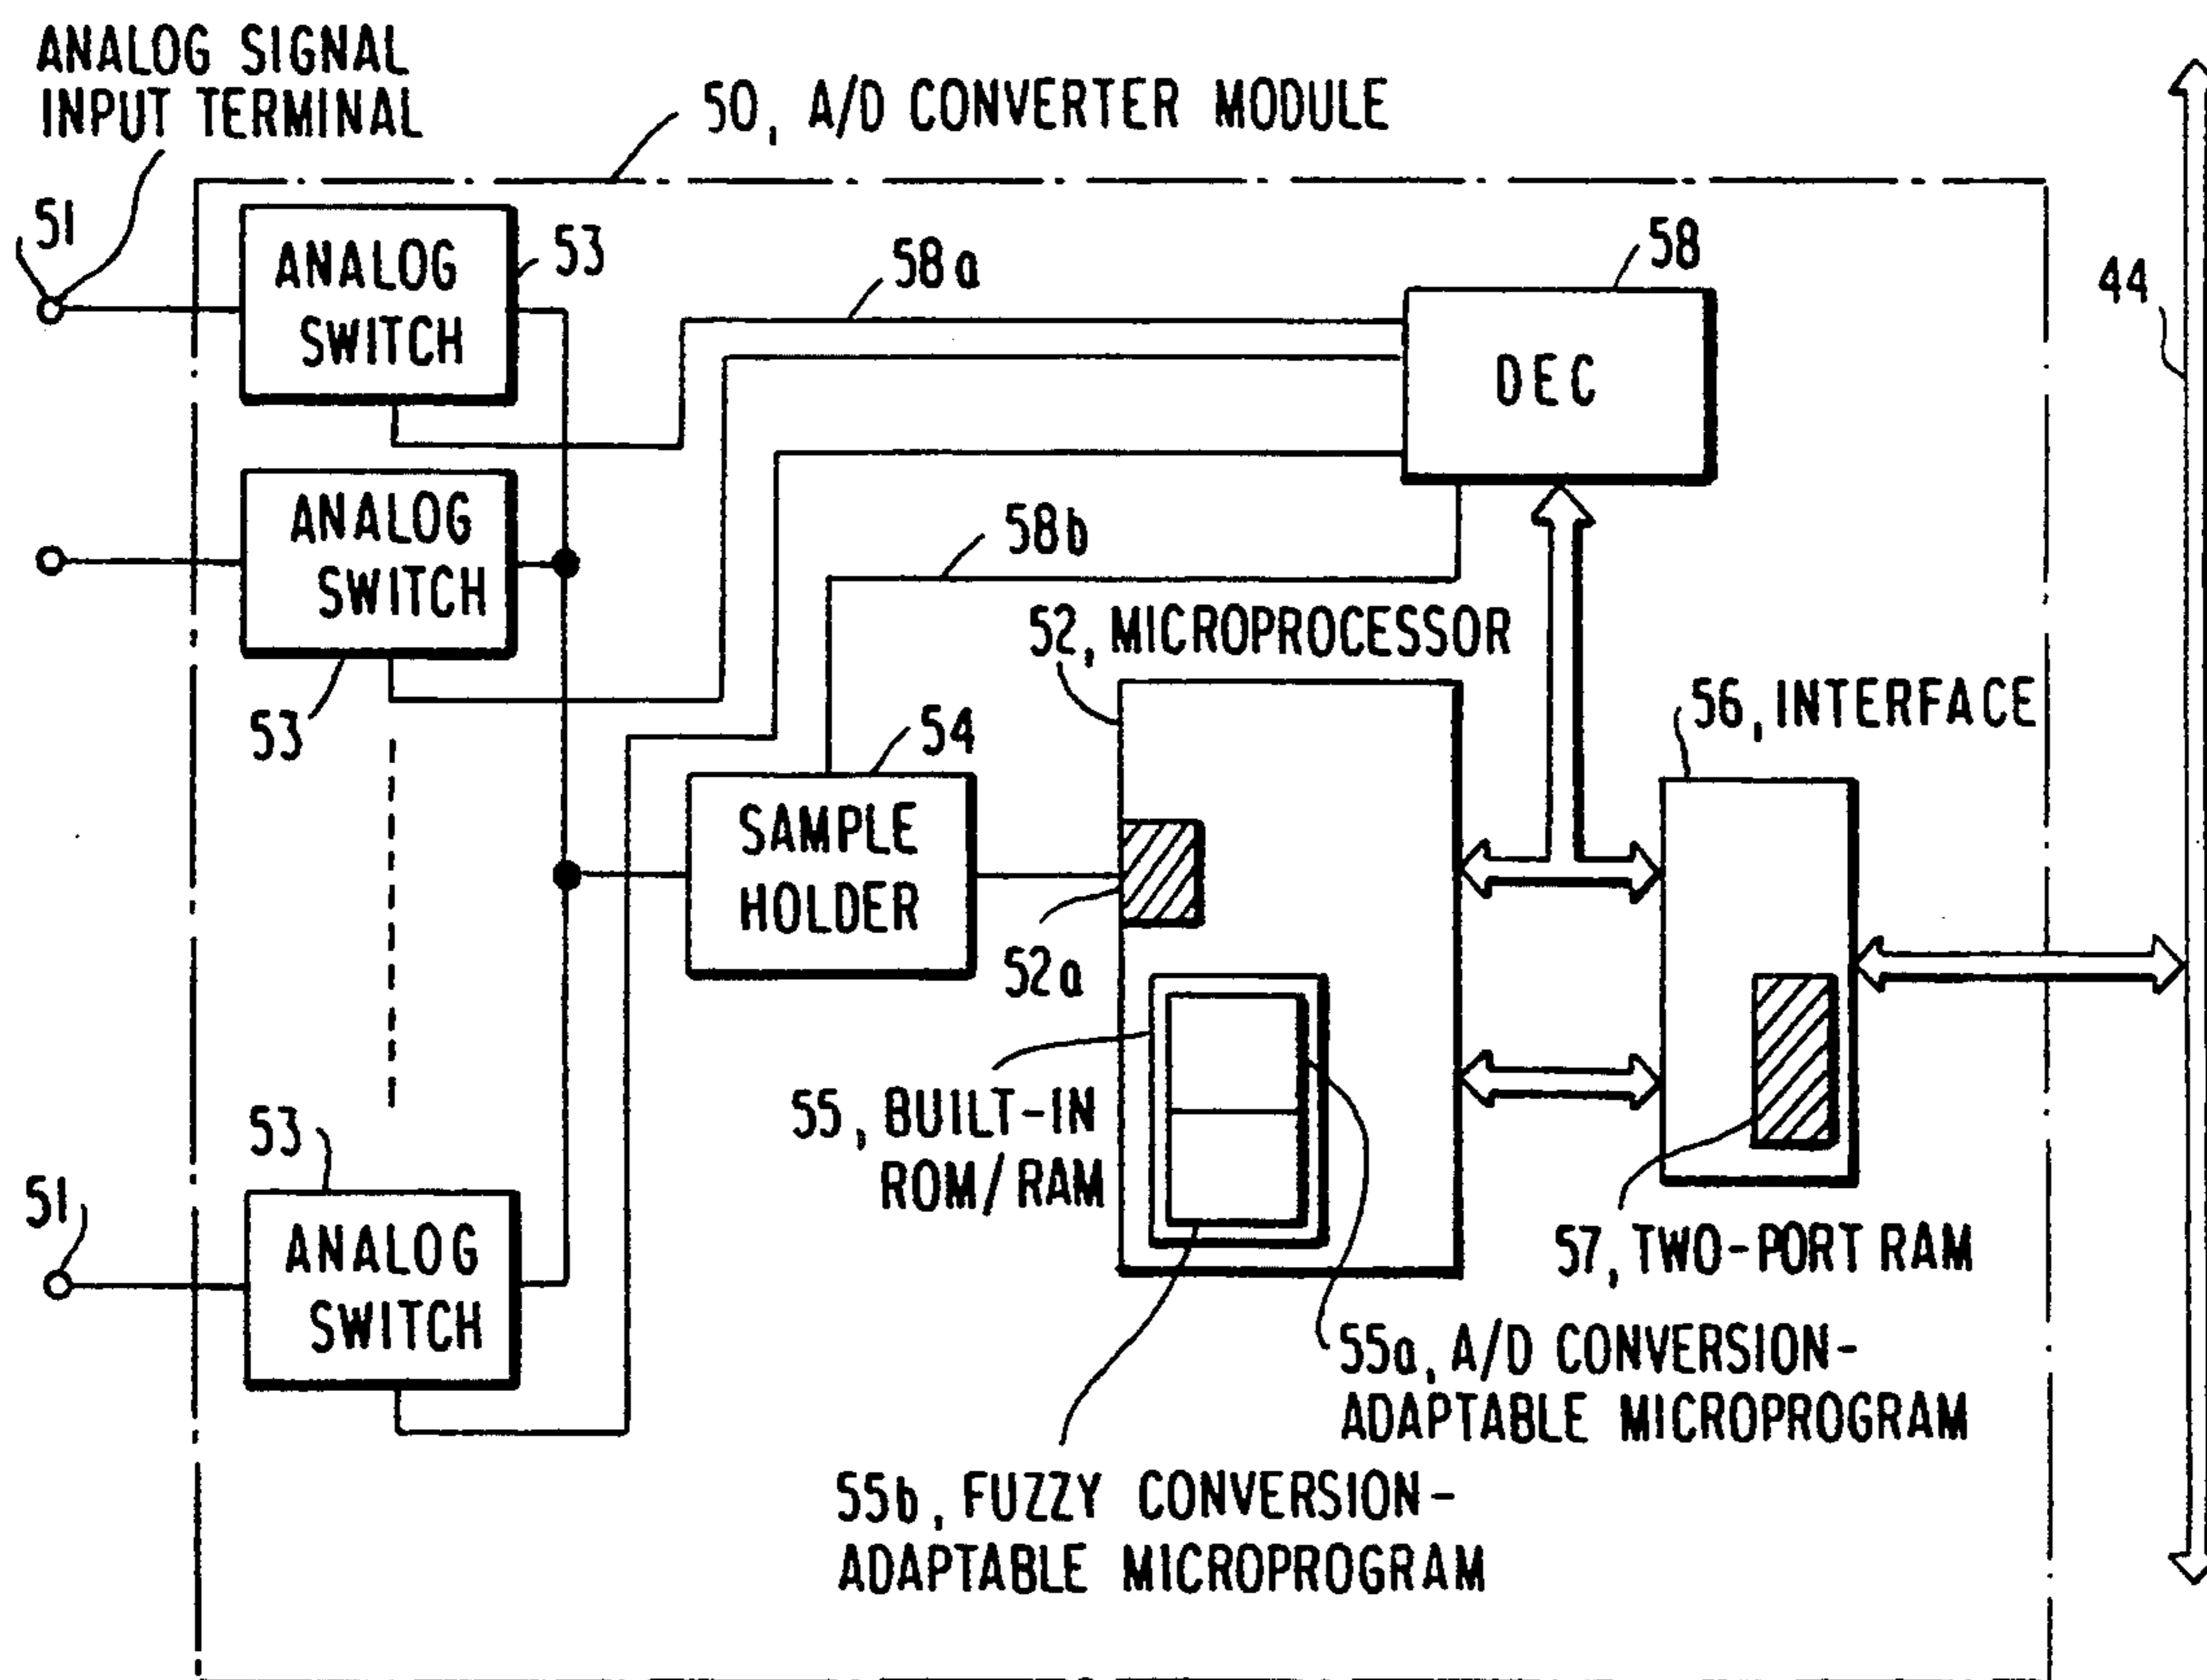 ANALOG SIGNAL
INPUT TERMINAL
50, A/D CONVERTER MODULE
51
ANALOG
SWITCH
53
58a
58
44
DEC
ANALOG
SWITCH
58b
52, MICROPROCESSOR
53
54
56, INTERFACE
SAMPLE
HOLDER
52a
53
55, BUILT-IN
ROM/RAM
51
ANALOG
SWITCH
57, TWO-PORT RAM
55a, A/D CONVERSION-
ADAPTABLE MICROPROGRAM
55b, FUZZY CONVERSION-
ADAPTABLE MICROPROGRAM